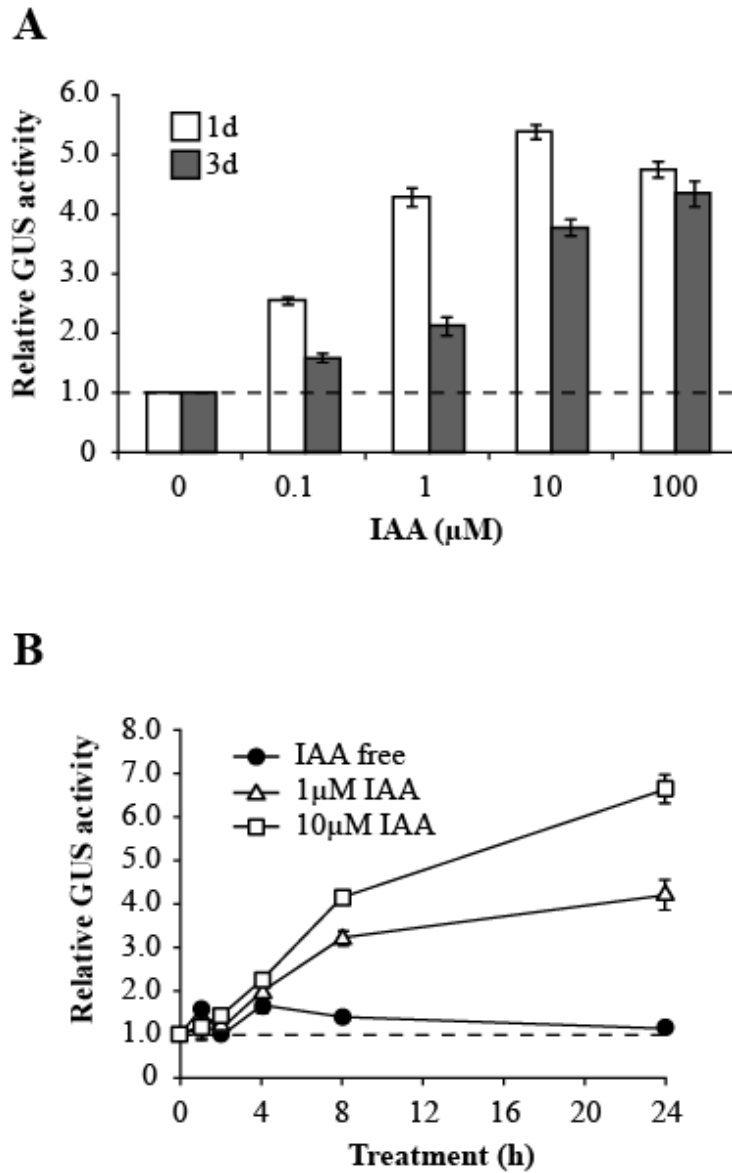 A
Relative GUS activity
6.0
5.0
4.0
3.0
2.0
1.0
0
1d
3d
0 0.1 1 10 100
IAA (μM)
B
Relative GUS activity
8.0
7.0
6.0
5.0
4.0
3.0
2.0
1.0
0
IAA free
1μM IAA
10μM IAA
0 4 8 12 16 20 24
Treatment (h)